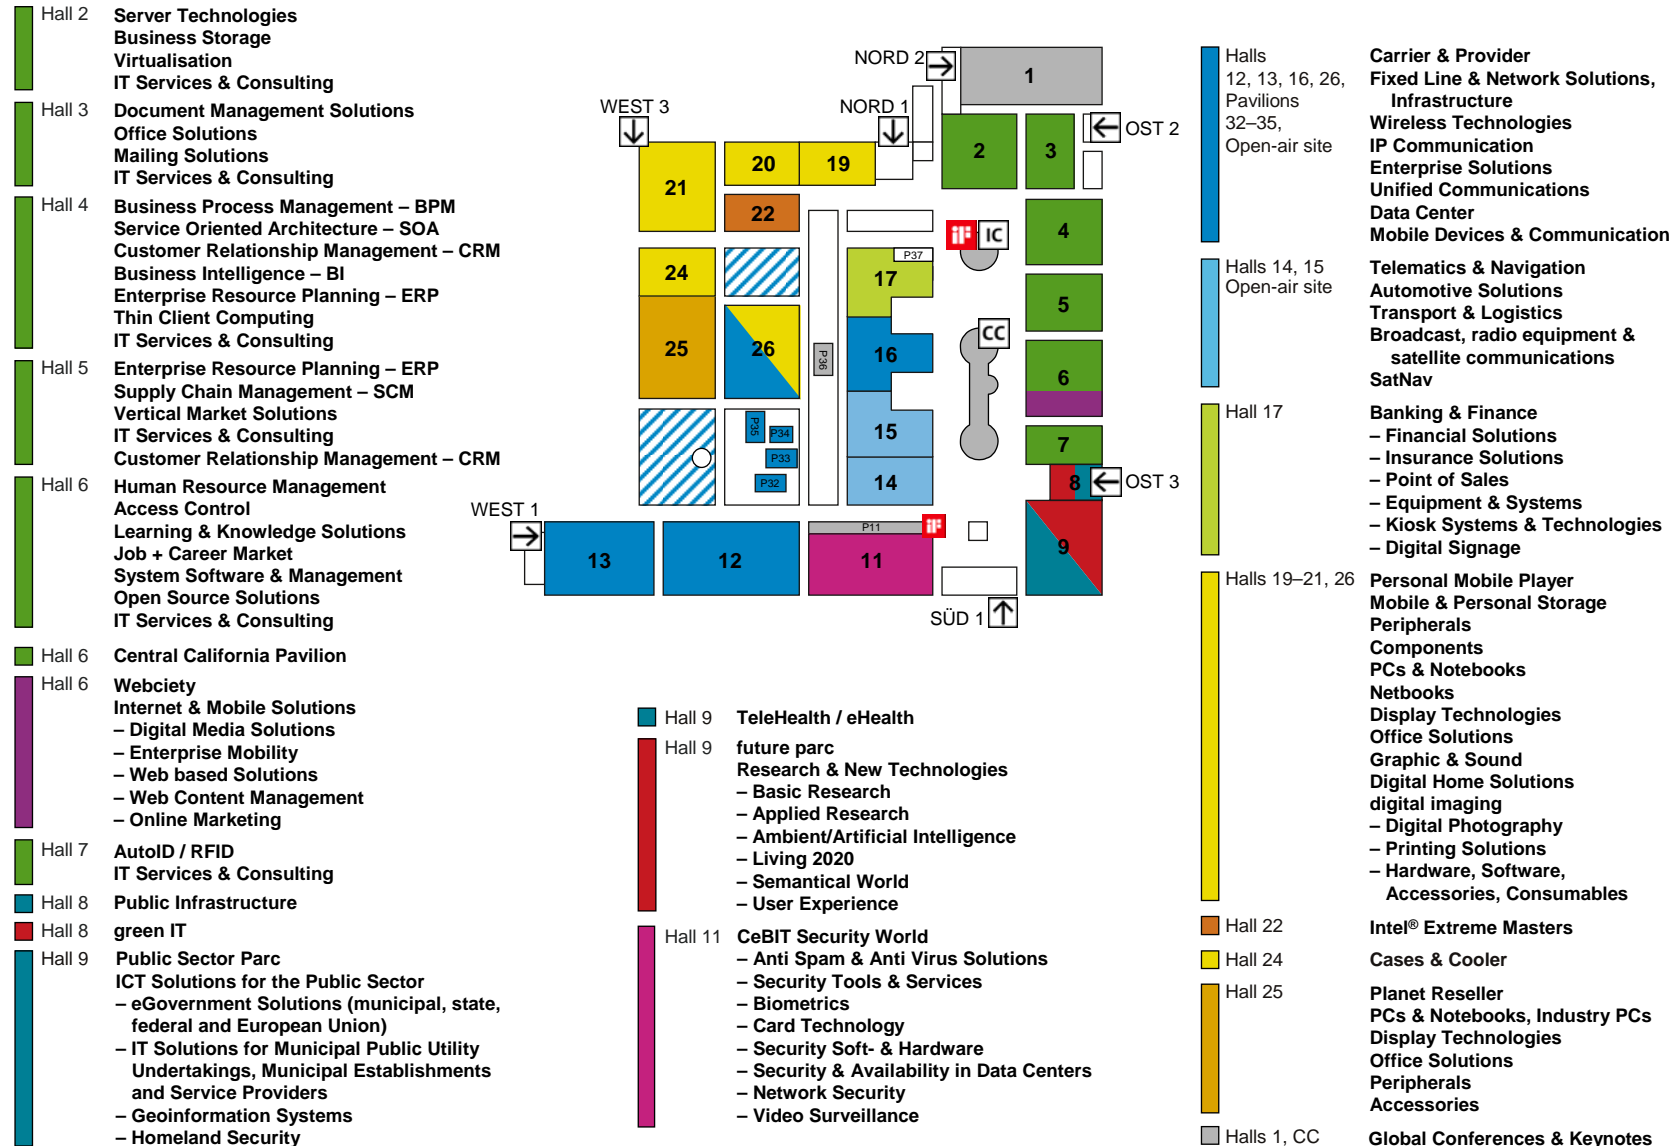 Hall 2
Server Technologies
Business Storage
Virtualisation
IT Services & Consulting
Hall 3
Document Management Solutions
Office Solutions
Mailing Solutions
IT Services & Consulting
Hall 4
Business Process Management – BPM
Service Oriented Architecture – SOA
Customer Relationship Management – CRM
Business Intelligence – BI
Enterprise Resource Planning – ERP
Thin Client Computing
IT Services & Consulting
Hall 5
Enterprise Resource Planning – ERP
Supply Chain Management – SCM
Vertical Market Solutions
IT Services & Consulting
Customer Relationship Management – CRM
Hall 6
Human Resource Management
Access Control
Learning & Knowledge Solutions
Job + Career Market
System Software & Management
Open Source Solutions
IT Services & Consulting
Hall 6
Central California Pavilion
Hall 6
Webciety
Internet & Mobile Solutions
– Digital Media Solutions
– Enterprise Mobility
– Web based Solutions
– Web Content Management
– Online Marketing
Hall 7
AutoID / RFID
IT Services & Consulting
Hall 8
Public Infrastructure
Hall 8
green IT
Hall 9
Public Sector Parc
ICT Solutions for the Public Sector
– eGovernment Solutions (municipal, state,
federal and European Union)
– IT Solutions for Municipal Public Utility
Undertakings, Municipal Establishments
and Service Providers
– Geoinformation Systems
– Homeland Security
NORD 2
1
WEST 3
NORD 1
OST 2
20
19
2
3
21
22
4
iF
IC
P37
24
17
5
CC
25
26
P36
16
6
P35
P34
15
7
P33
P32
14
8
OST 3
WEST 1
P11
iF
13
12
11
9
SÜD 1
Hall 9
TeleHealth / eHealth
Hall 9
future parc
Research & New Technologies
– Basic Research
– Applied Research
– Ambient/Artificial Intelligence
– Living 2020
– Semantical World
– User Experience
Hall 11
CeBIT Security World
– Anti Spam & Anti Virus Solutions
– Security Tools & Services
– Biometrics
– Card Technology
– Security Soft- & Hardware
– Security & Availability in Data Centers
– Network Security
– Video Surveillance
Halls
12, 13, 16, 26,
Pavilions
32–35,
Open-air site
Carrier & Provider
Fixed Line & Network Solutions,
Infrastructure
Wireless Technologies
IP Communication
Enterprise Solutions
Unified Communications
Data Center
Mobile Devices & Communication
Halls 14, 15
Open-air site
Telematics & Navigation
Automotive Solutions
Transport & Logistics
Broadcast, radio equipment &
satellite communications
SatNav
Hall 17
Banking & Finance
– Financial Solutions
– Insurance Solutions
– Point of Sales
– Equipment & Systems
– Kiosk Systems & Technologies
– Digital Signage
Halls 19–21, 26
Personal Mobile Player
Mobile & Personal Storage
Peripherals
Components
PCs & Notebooks
Netbooks
Display Technologies
Office Solutions
Graphic & Sound
Digital Home Solutions
digital imaging
– Digital Photography
– Printing Solutions
– Hardware, Software,
Accessories, Consumables
Hall 22
Intel® Extreme Masters
Hall 24
Cases & Cooler
Hall 25
Planet Reseller
PCs & Notebooks, Industry PCs
Display Technologies
Office Solutions
Peripherals
Accessories
Halls 1, CC
Global Conferences & Keynotes